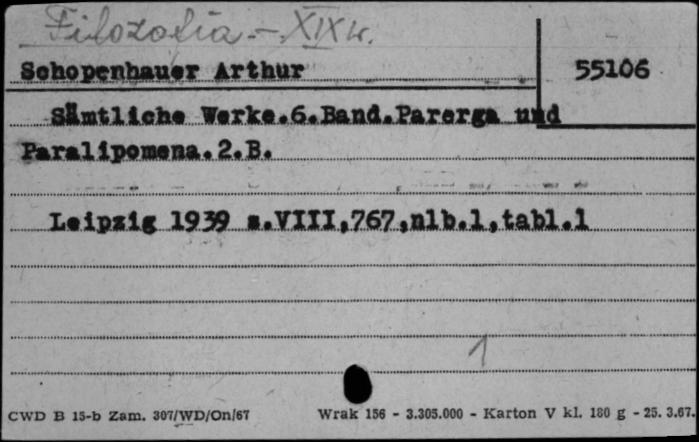 Filozofia - XIX w.
Schopenhauer Arthur 55106
Sämtliche Werke.6.Band.Parerga und
Paralipomena.2.B.
Leipzig 1939 s.VIII,767,nlb.1,tabl.1
1
CWD B 15-b Zam. 307/WD/On/67 Wrak 156 - 3.305.000 - Karton V kl. 180 g - 25. 3.67.